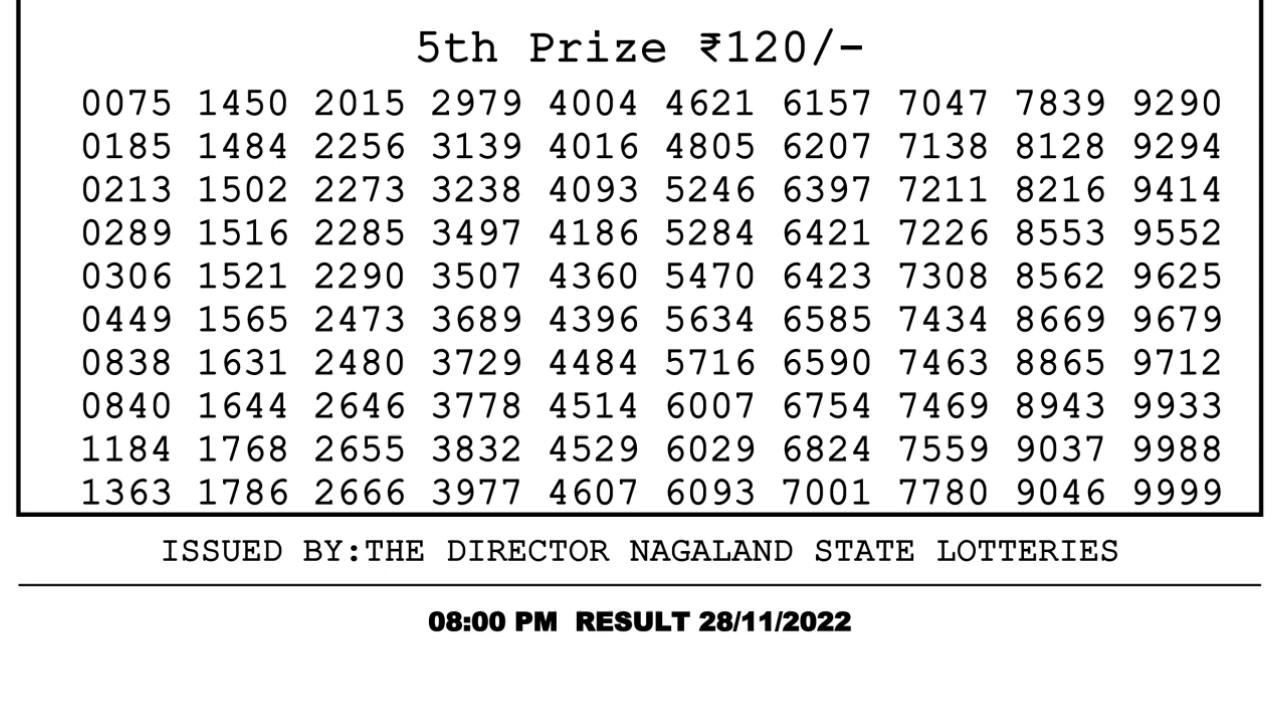 5th Prize ₹120/-
0075 1450 2015 2979 4004 4621 6157 7047 7839 9290
0185 1484 2256 3139 4016 4805 6207 7138 8128 9294
0213 1502 2273 3238 4093 5246 6397 7211 8216 9414
0289 1516 2285 3497 4186 5284 6421 7226 8553 9552
0306 1521 2290 3507 4360 5470 6423 7308 8562 9625
0449 1565 2473 3689 4396 5634 6585 7434 8669 9679
0838 1631 2480 3729 4484 5716 6590 7463 8865 9712
0840 1644 2646 3778 4514 6007 6754 7469 8943 9933
1184 1768 2655 3832 4529 6029 6824 7559 9037 9988
1363 1786 2666 3977 4607 6093 7001 7780 9046 9999
ISSUED BY:THE DIRECTOR NAGALAND STATE LOTTERIES
08:00 PM RESULT 28/11/2022